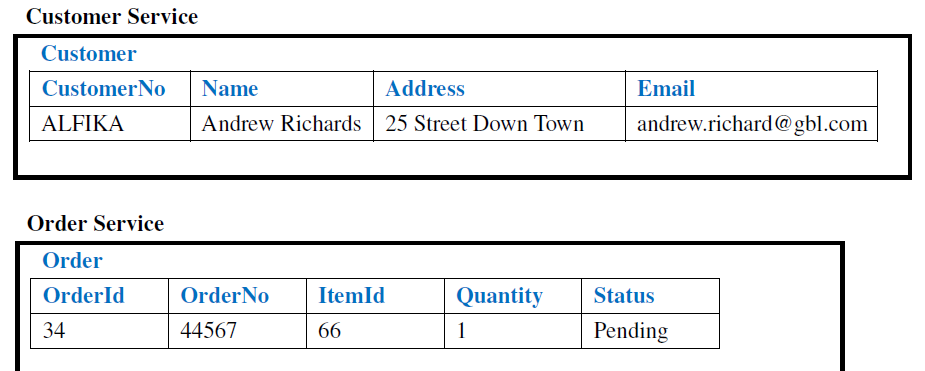 Customer Service
Customer
CustomerNo Name Address Email
ALFIKA Andrew Richards 25 Street Down Town andrew.richard@gbl.com
Order Service
Order
OrderId OrderNo ItemId Quantity Status
34 44567 66 1 Pending